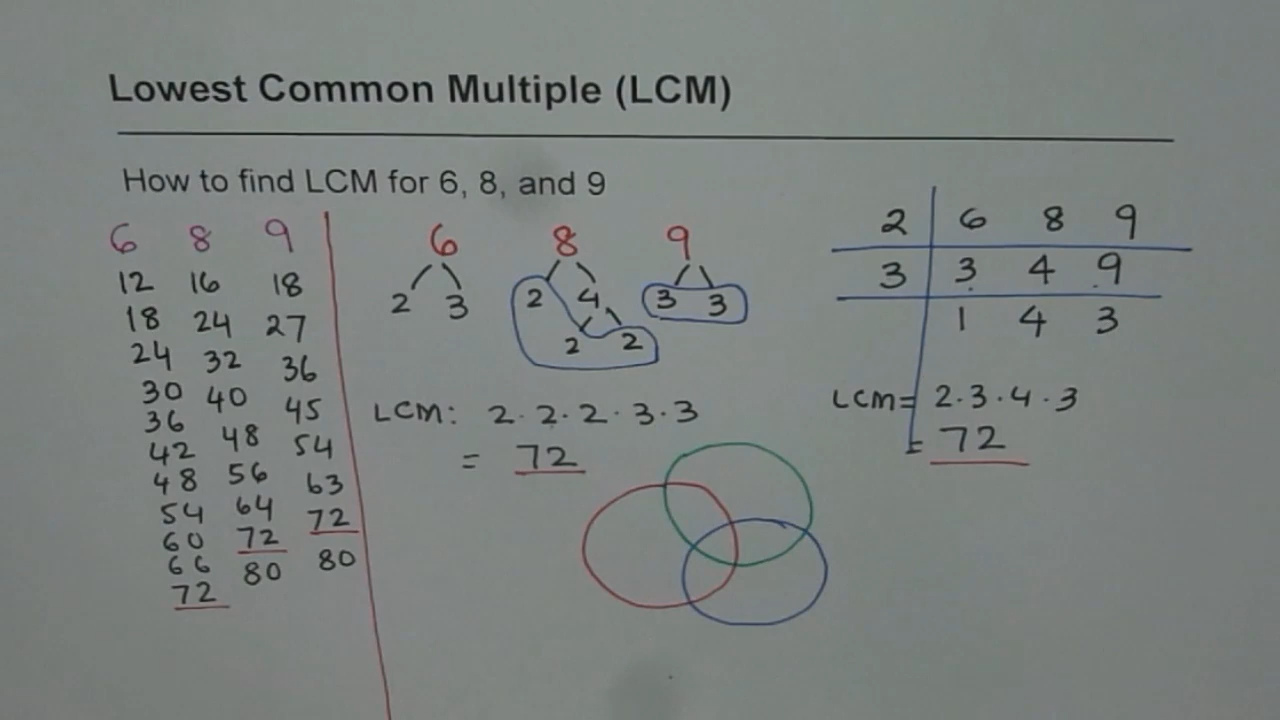 Lowest Common Multiple (LCM)
How to find LCM for 6, 8, and 9
6 8 9
12 16 18
18 24 27
24 32 36
30 40 45
36 48 54
42 56 63
48 64 72
54 72 80
60 80
66
72
6 8 9
2 3 2 4 3 3
2 2
LCM: 2·2·2·3·3
= 72
2 6 8 9
3 3 4 9
1 4 3
LCM= 2·3·4·3
= 72